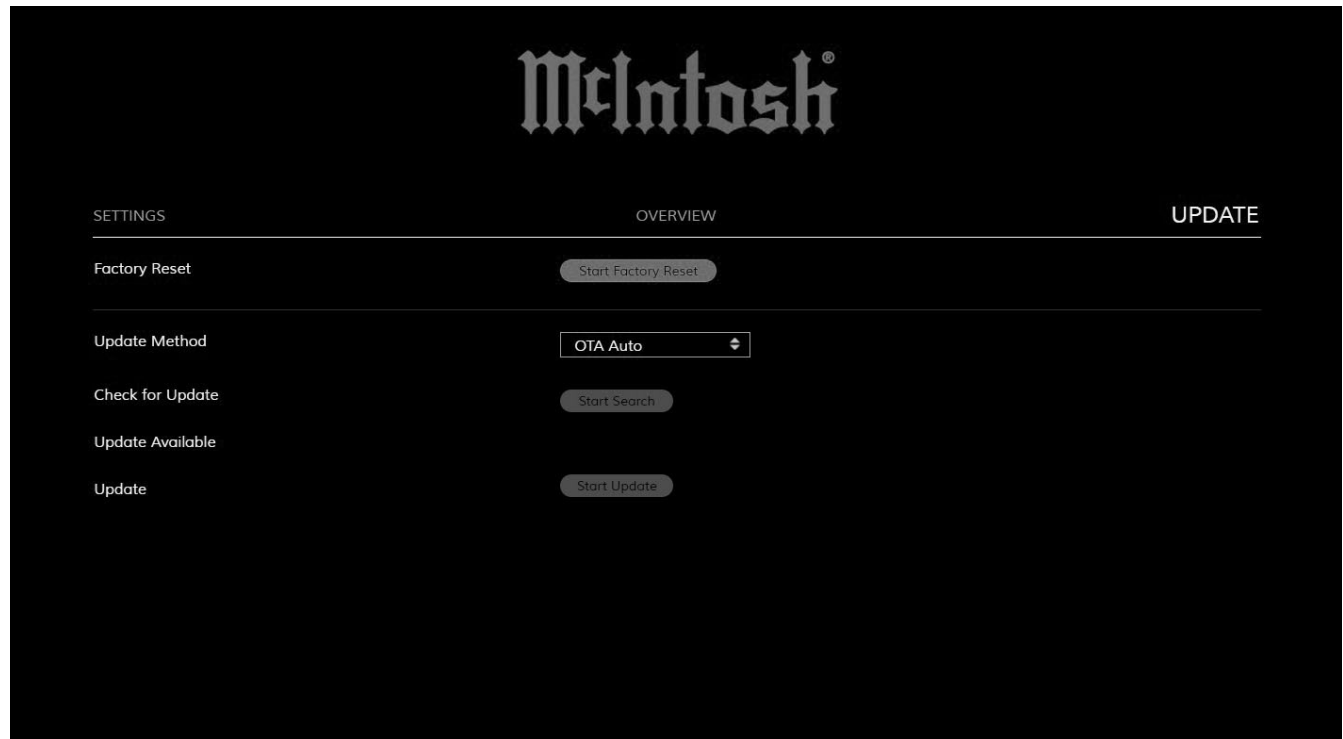 McIntosh®
SETTINGS OVERVIEW UPDATE
Factory Reset Start Factory Reset
Update Method OTA Auto
Check for Update Start Search
Update Available
Update Start Update